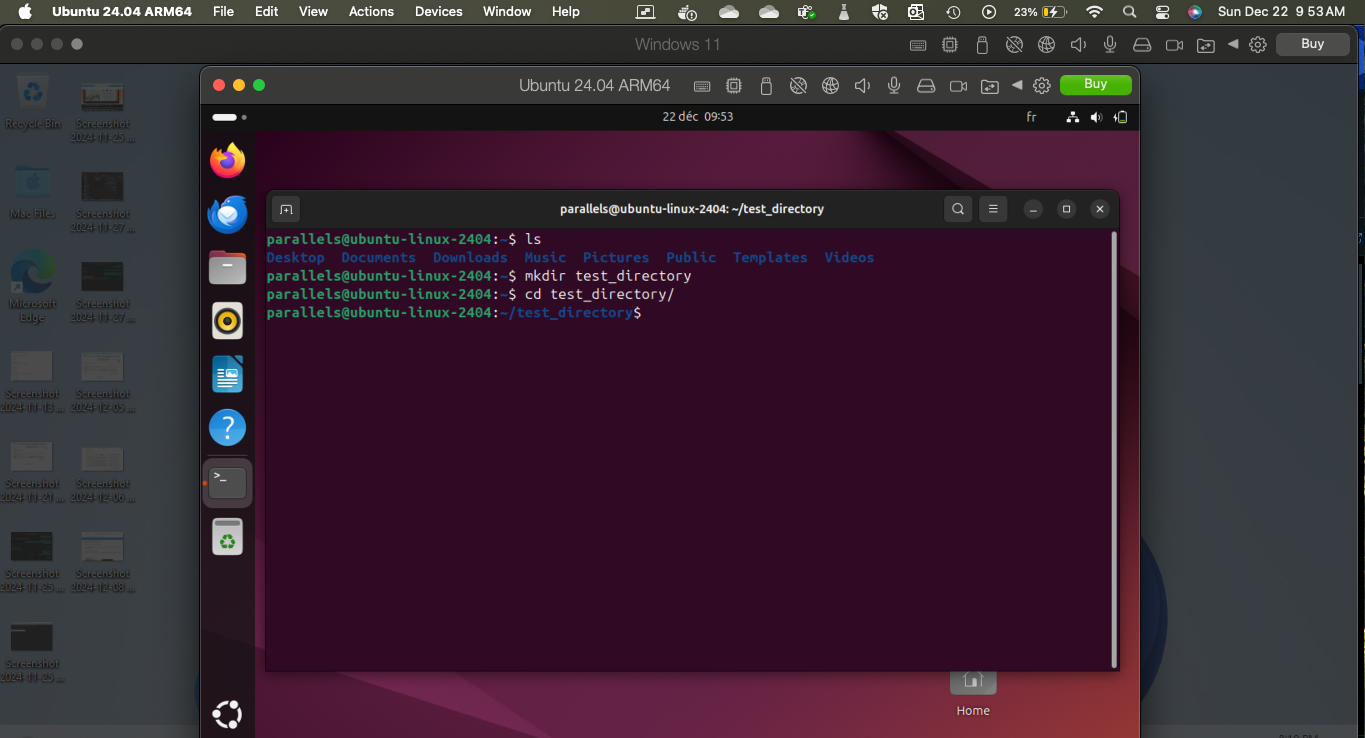 Ubuntu 24.04 ARM64 File Edit View Actions Devices Window Help 23% Sun Dec 22 9 53 AM
Windows 11 Buy
Ubuntu 24.04 ARM64 Buy
22 déc 09:53 fr
Recycle Bin
Screenshot
2024-11-25...
Mac Files
Screenshot
2024-11-27...
Microsoft
Edge
Screenshot
2024-11-27...
Screenshot
2024-11-13...
Screenshot
2024-12-05...
Screenshot
2024-11-21...
Screenshot
2024-12-06...
Screenshot
2024-11-25...
Screenshot
2024-12-08...
Screenshot
2024-11-25...
parallels@ubuntu-linux-2404: ~/test_directory
parallels@ubuntu-linux-2404:~$ ls
Desktop Documents Downloads Music Pictures Public Templates Videos
parallels@ubuntu-linux-2404:~$ mkdir test_directory
parallels@ubuntu-linux-2404:~$ cd test_directory/
parallels@ubuntu-linux-2404:~/test_directory$
Home